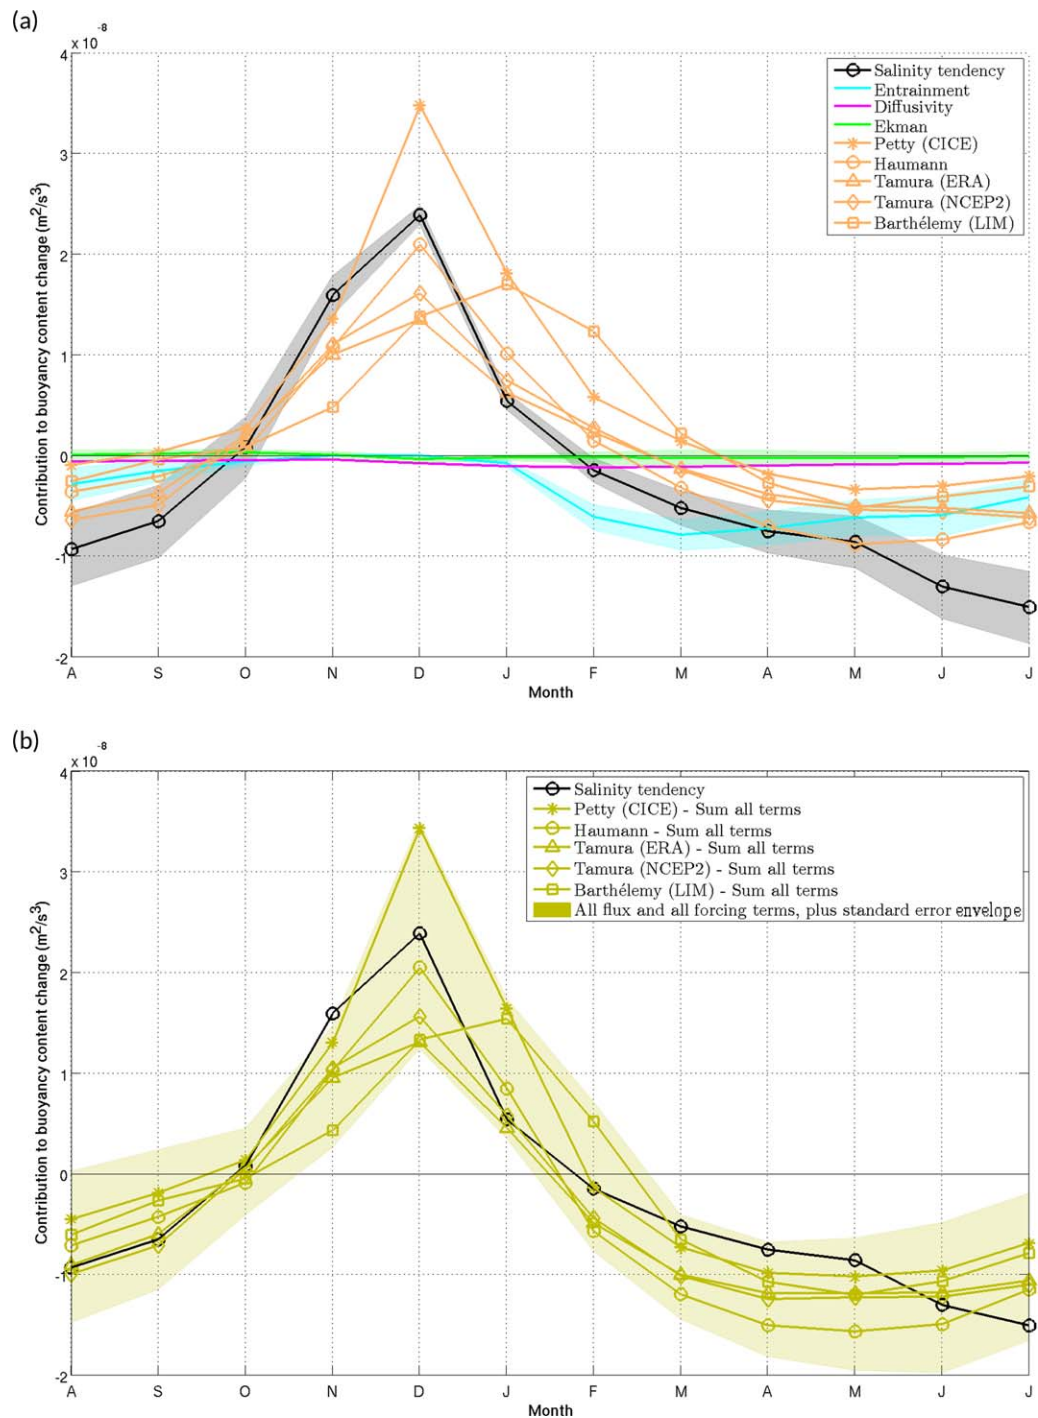 (a)
x 10⁻⁸
4
3
2
1
0
-1
-2
Contribution to buoyancy content change (m²/s³)
Salinity tendency
Entrainment
Diffusivity
Ekman
Petty (CICE)
Haumann
Tamura (ERA)
Tamura (NCEP2)
Barthélemy (LIM)
A S O N D J F M A M J J
Month
(b)
x 10⁻⁸
4
3
2
1
0
-1
-2
Contribution to buoyancy content change (m²/s³)
Salinity tendency
Petty (CICE) - Sum all terms
Haumann - Sum all terms
Tamura (ERA) - Sum all terms
Tamura (NCEP2) - Sum all terms
Barthélemy (LIM) - Sum all terms
All flux and all forcing terms, plus standard error envelope
A S O N D J F M A M J J
Month